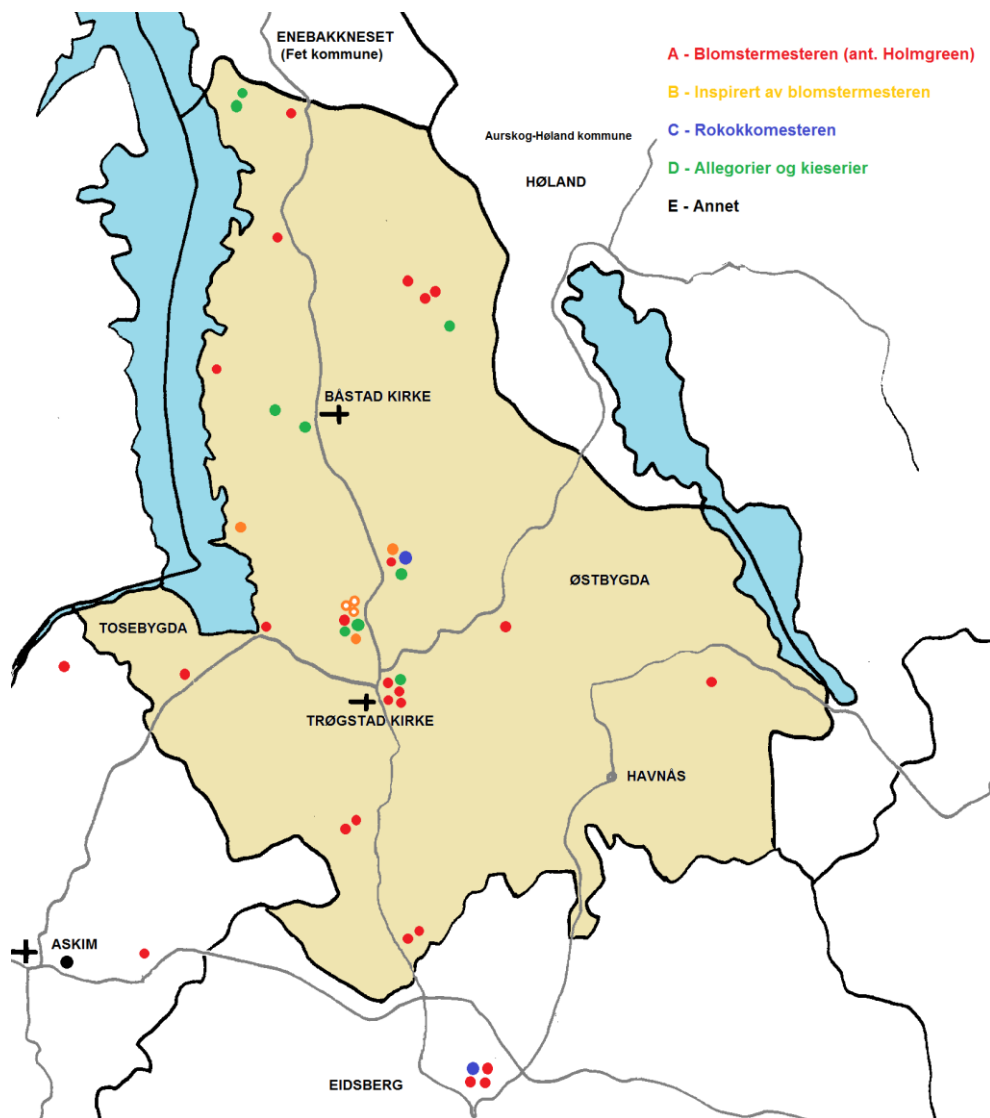 ENEBAKKNESET
(Fet kommune)
A - Blomstermesteren (ant. Holmgreen)
B - Inspirert av blomstermesteren
C - Rokokkomesteren
D - Allegorier og kieserier
E - Annet
Aurskog-Høland kommune
HØLAND
BÅSTAD KIRKE
ØSTBYGDA
TOSEBYGDA
TRØGSTAD KIRKE
HAVNÅS
ASKIM
EIDSBERG